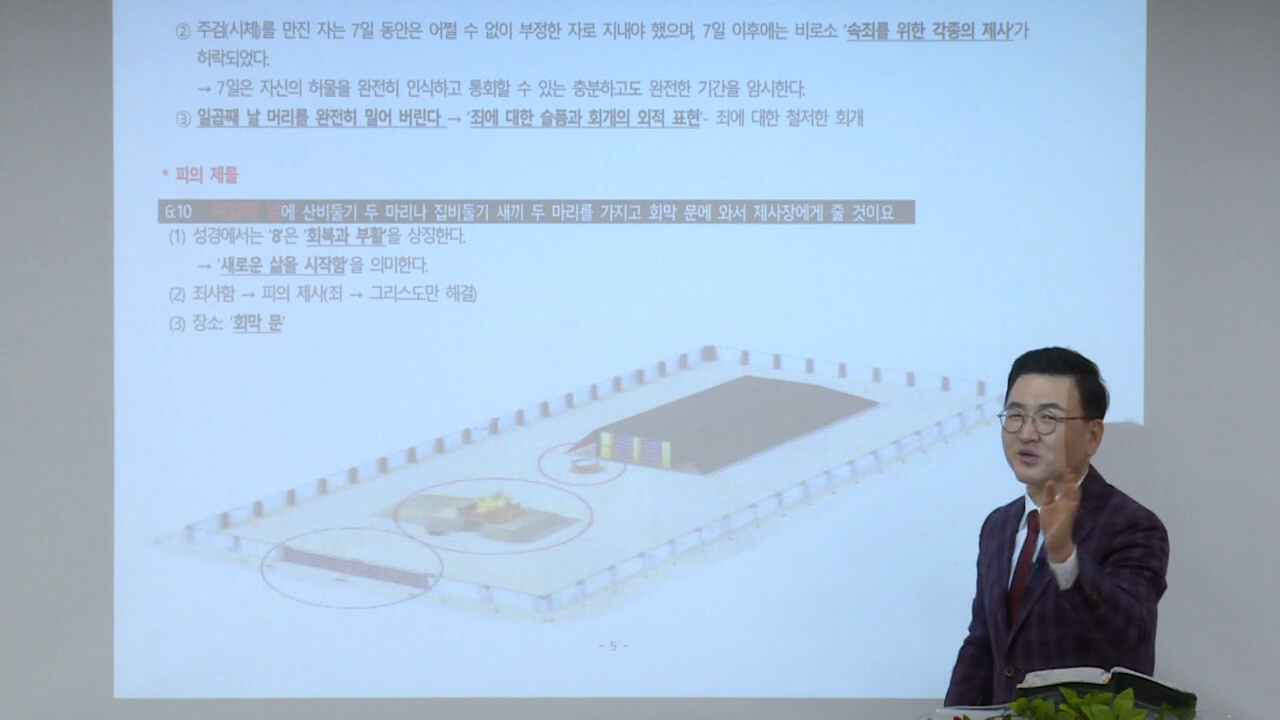 ② 주검(시체)를 만진 자는 7일 동안은 어쩔 수 없이 부정한 자로 지내야 했으며, 7일 이후에는 비로소 '속죄를 위한 각종의 제사'가
허락되었다.
→ 7일은 자신의 허물을 완전히 인식하고 통회할 수 있는 충분하고도 완전한 기간을 암시한다.
③ 일곱째 날 머리를 완전히 밀어 버린다 → '죄에 대한 슬픔과 회개의 외적 표현'- 죄에 대한 철저한 회개
* 피의 제물
6:10 에 산비둘기 두 마리나 집비둘기 새끼 두 마리를 가지고 회막 문에 와서 제사장에게 줄 것이요
(1) 성경에서는 '8'은 '회복과 부활'을 상징한다.
→ '새로운 삶을 시작함'을 의미한다.
(2) 죄사함 → 피의 제사(죄 → 그리스도만 해결)
(3) 장소: '회막 문'
- 5 -